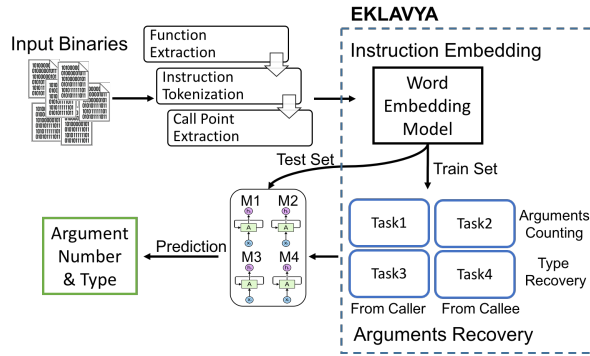 EKLAVYA
Input Binaries
Function
Extraction
Instruction
Tokenization
Call Point
Extraction
Instruction Embedding
Word
Embedding
Model
Test Set
Train Set
M1 M2
A A
M3 M4
A A
Prediction
Argument
Number
& Type
Task1 Task2
Arguments
Counting
Task3 Task4
Type
Recovery
From Caller From Callee
Arguments Recovery